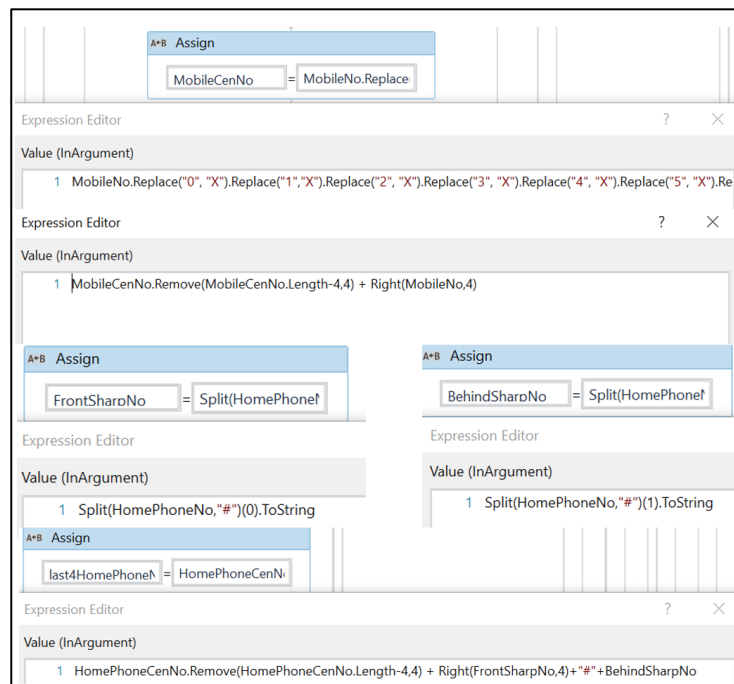 A+B Assign
MobileCenNo = MobileNo.Replace
Expression Editor ? ×
Value (InArgument)
1 MobileNo.Replace("0", "X").Replace("1","X").Replace("2", "X").Replace("3", "X").Replace("4", "X").Replace("5", "X").Re
Expression Editor ? ×
Value (InArgument)
1 MobileCenNo.Remove(MobileCenNo.Length-4,4) + Right(MobileNo,4)
A+B Assign
FrontSharpNo = Split(HomePhoneN
Expression Editor
Value (InArgument)
1 Split(HomePhoneNo,"#")(0).ToString
A+B Assign
BehindSharpNo = Split(HomePhoneN
Expression Editor
Value (InArgument)
1 Split(HomePhoneNo,"#")(1).ToString
A+B Assign
last4HomePhoneN = HomePhoneCenN
Expression Editor ? ×
Value (InArgument)
1 HomePhoneCenNo.Remove(HomePhoneCenNo.Length-4,4) + Right(FrontSharpNo,4)+"#"+BehindSharpNo